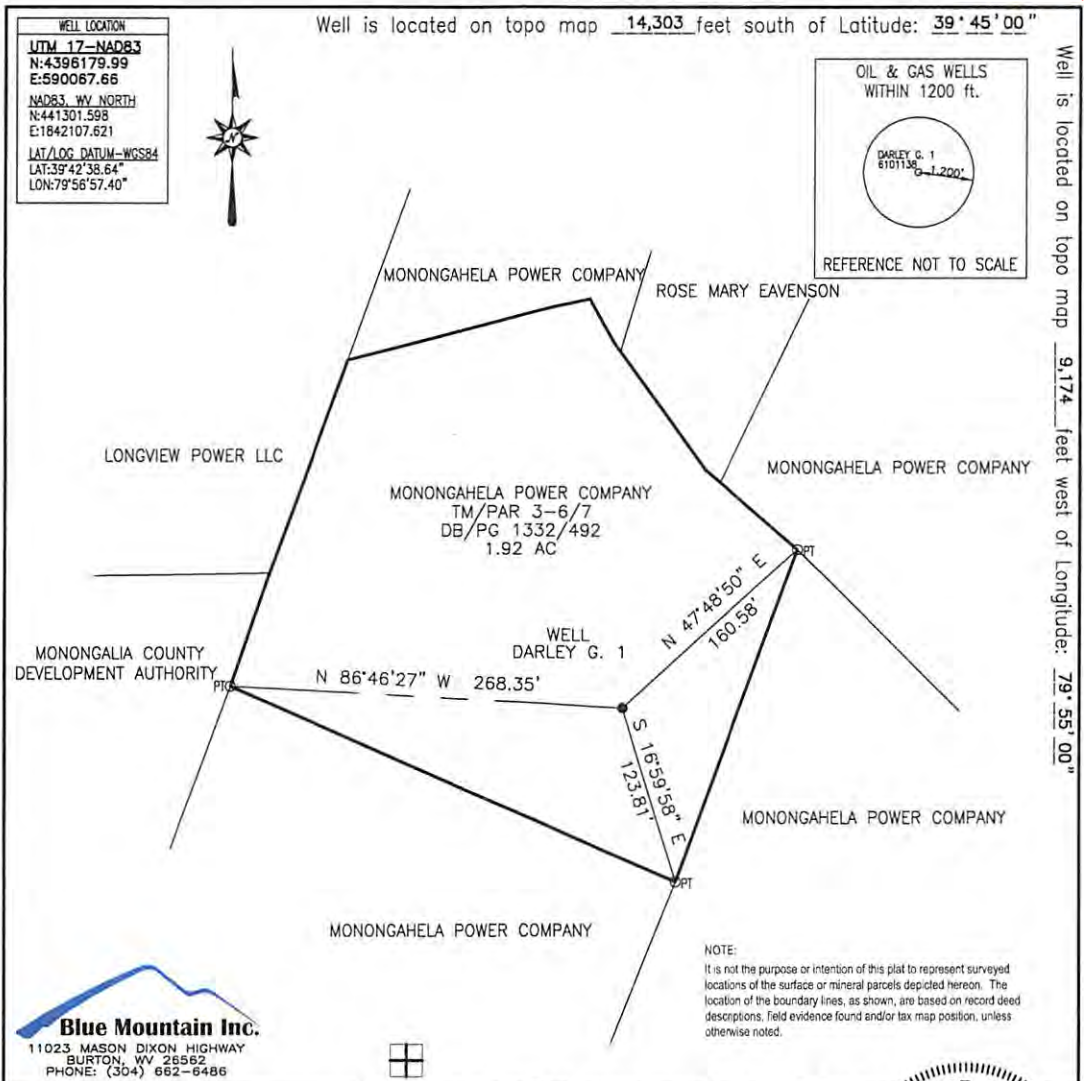 Well is located on topo map 14,303 feet south of Latitude: 39°45'00"
Well is located on topo map 9,174 feet west of Longitude: 79°55'00"
WELL LOCATION
UTM 17-NAD83
N:4396179.99
E:590067.66
NAD83, WV NORTH
N:441301.598
E:1842107.621
LAT/LOG DATUM-WGS84
LAT:39°42'38.64"
LON:79°56'57.40"
N
OIL & GAS WELLS
WITHIN 1200 ft.
DARLEY G. 1
6101138
1,200'
REFERENCE NOT TO SCALE
MONONGAHELA POWER COMPANY
ROSE MARY EAVENSON
LONGVIEW POWER LLC
MONONGAHELA POWER COMPANY
MONONGAHELA POWER COMPANY
TM/PAR 3-6/7
DB/PG 1332/492
1.92 AC
PT
N 47°48'50" E
160.58'
WELL
DARLEY G. 1
MONONGALIA COUNTY
DEVELOPMENT AUTHORITY
PT
N 86°46'27" W 268.35'
S 16°59'58" E
123.81'
MONONGAHELA POWER COMPANY
PT
MONONGAHELA POWER COMPANY
NOTE:
It is not the purpose or intention of this plat to represent surveyed
locations of the surface or mineral parcels depicted hereon. The
location of the boundary lines, as shown, are based on record deed
descriptions, field evidence found and/or tax map position, unless
otherwise noted.
Blue Mountain Inc.
11023 MASON DIXON HIGHWAY
BURTON, WV 26562
PHONE: (304) 662-6486